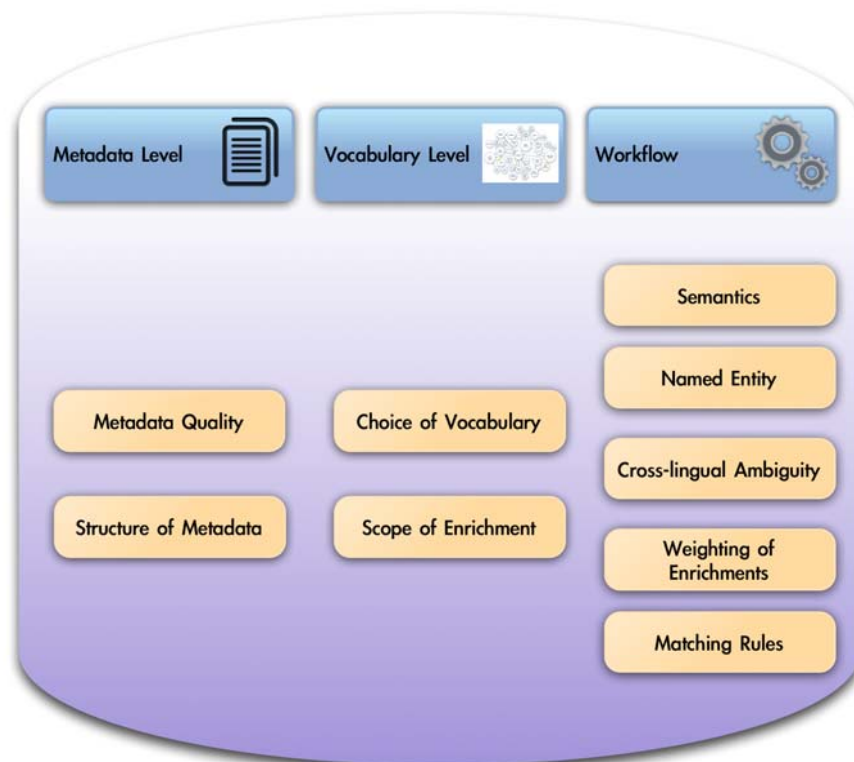 Metadata Level
Vocabulary Level
Workflow
Semantics
Named Entity
Metadata Quality
Choice of Vocabulary
Cross-lingual Ambiguity
Structure of Metadata
Scope of Enrichment
Weighting of
Enrichments
Matching Rules